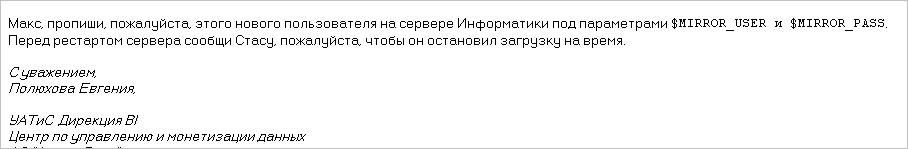 Макс, пропиши, пожалуйста, этого нового пользователя на сервере Информатики под параметрами $MIRROR_USER и $MIRROR_PASS.
Перед рестартом сервера сообщи Стасу, пожалуйста, чтобы он остановил загрузку на время.
С уважением,
Полюхова Евгения,
УАТиС Дирекция BI
Центр по управлению и монетизации данных